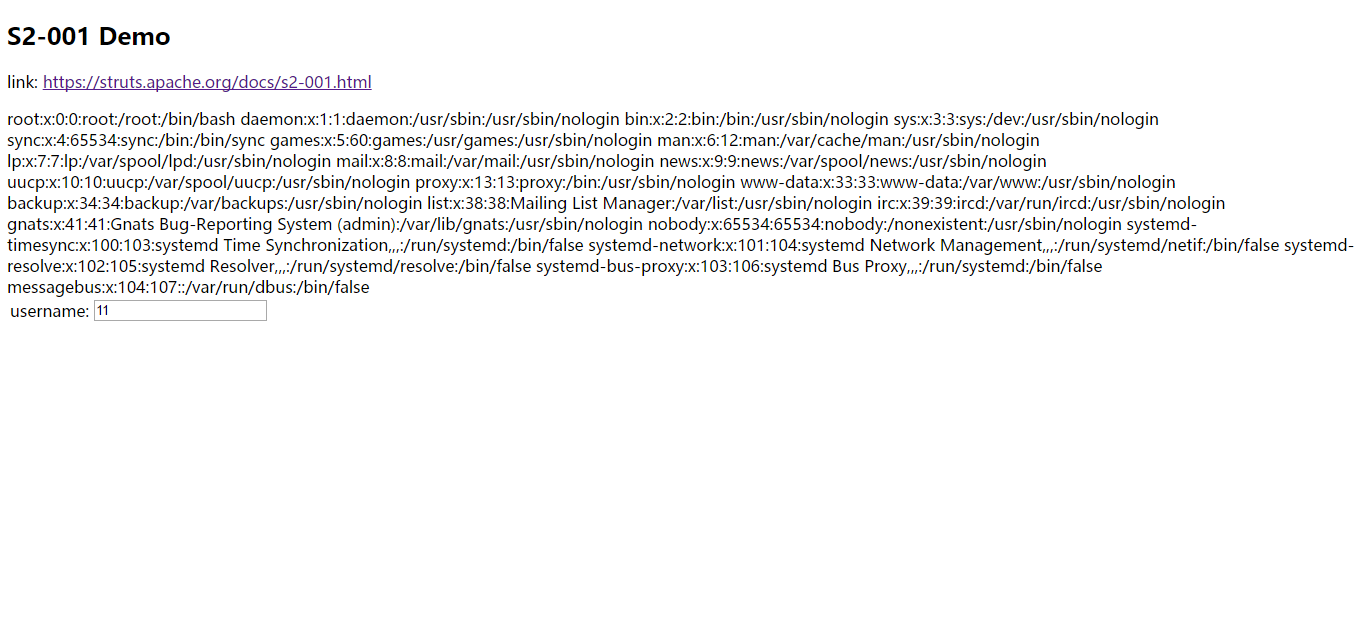 S2-001 Demo
link: https://struts.apache.org/docs/s2-001.html
root:x:0:0:root:/root:/bin/bash daemon:x:1:1:daemon:/usr/sbin:/usr/sbin/nologin bin:x:2:2:bin:/bin:/usr/sbin/nologin sys:x:3:3:sys:/dev:/usr/sbin/nologin
sync:x:4:65534:sync:/bin:/bin/sync games:x:5:60:games:/usr/games:/usr/sbin/nologin man:x:6:12:man:/var/cache/man:/usr/sbin/nologin
lp:x:7:7:lp:/var/spool/lpd:/usr/sbin/nologin mail:x:8:8:mail:/var/mail:/usr/sbin/nologin news:x:9:9:news:/var/spool/news:/usr/sbin/nologin
uucp:x:10:10:uucp:/var/spool/uucp:/usr/sbin/nologin proxy:x:13:13:proxy:/bin:/usr/sbin/nologin www-data:x:33:33:www-data:/var/www:/usr/sbin/nologin
backup:x:34:34:backup:/var/backups:/usr/sbin/nologin list:x:38:38:Mailing List Manager:/var/list:/usr/sbin/nologin irc:x:39:39:ircd:/var/run/ircd:/usr/sbin/nologin
gnats:x:41:41:Gnats Bug-Reporting System (admin):/var/lib/gnats:/usr/sbin/nologin nobody:x:65534:65534:nobody:/nonexistent:/usr/sbin/nologin systemd-
timesync:x:100:103:systemd Time Synchronization,,,:/run/systemd:/bin/false systemd-network:x:101:104:systemd Network Management,,,:/run/systemd/netif:/bin/false systemd-
resolve:x:102:105:systemd Resolver,,,:/run/systemd/resolve:/bin/false systemd-bus-proxy:x:103:106:systemd Bus Proxy,,,:/run/systemd:/bin/false
messagebus:x:104:107::/var/run/dbus:/bin/false
username: 11